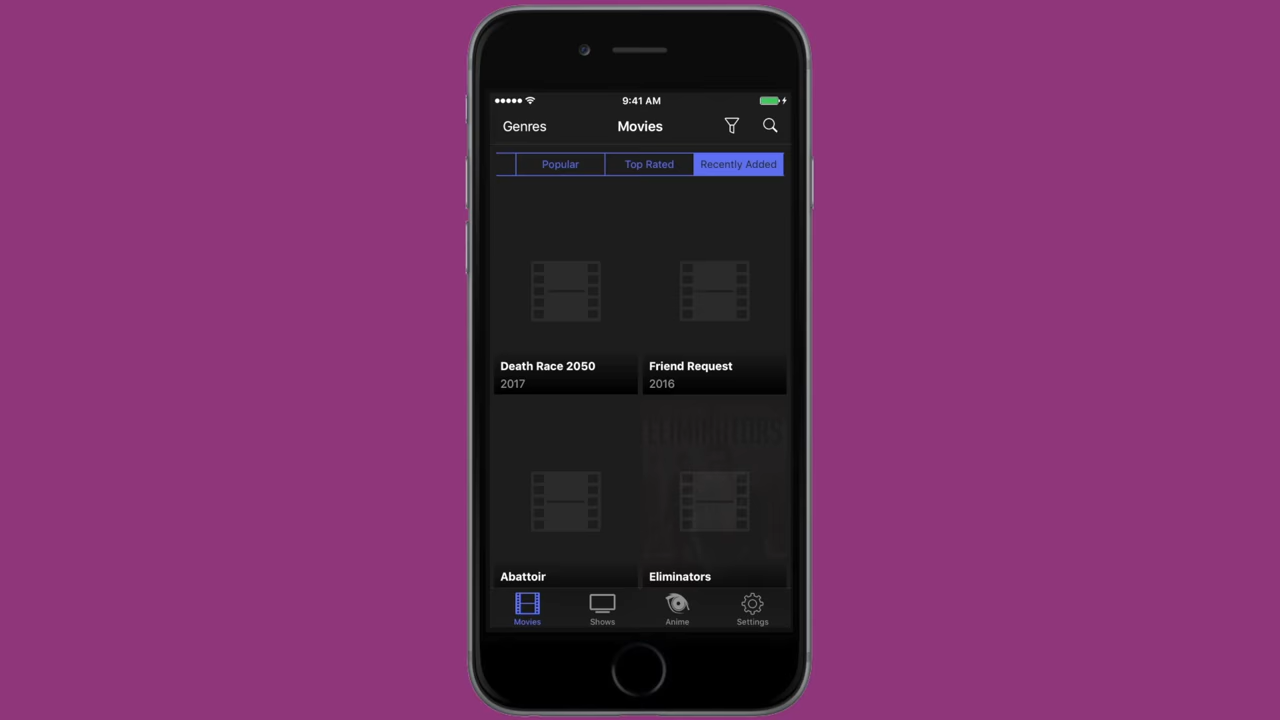 9:41 AM
Genres
Movies
Popular
Top Rated
Recently Added
Death Race 2050
2017
Friend Request
2016
ELIMINATORS
Abattoir
Eliminators
Movies
Shows
Anime
Settings